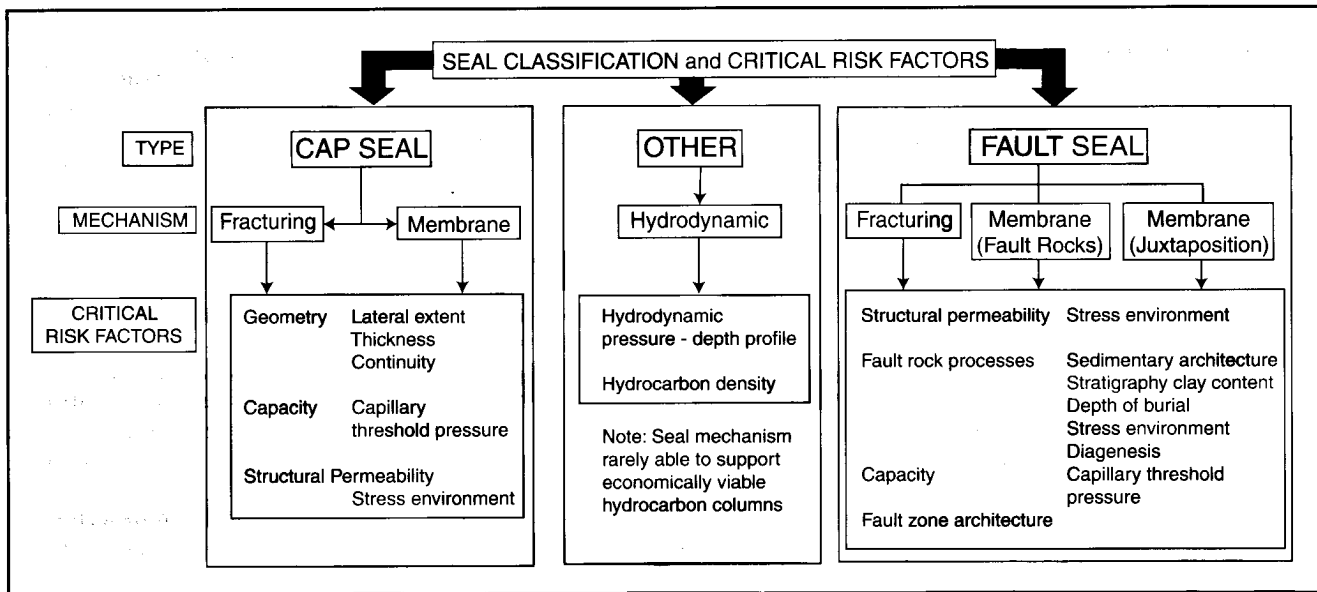 SEAL CLASSIFICATION and CRITICAL RISK FACTORS
TYPE
CAP SEAL
OTHER
FAULT SEAL
MECHANISM
Fracturing
Membrane
Hydrodynamic
Fracturing
Membrane
(Fault Rocks)
Membrane
(Juxtaposition)
CRITICAL
RISK FACTORS
Geometry Lateral extent
Thickness
Continuity
Capacity Capillary
threshold pressure
Structural Permeability
Stress environment
Hydrodynamic
pressure - depth profile
Hydrocarbon density
Note: Seal mechanism
rarely able to support
economically viable
hydrocarbon columns
Structural permeability Stress environment
Fault rock processes Sedimentary architecture
Stratigraphy clay content
Depth of burial
Stress environment
Diagenesis
Capacity Capillary threshold
pressure
Fault zone architecture